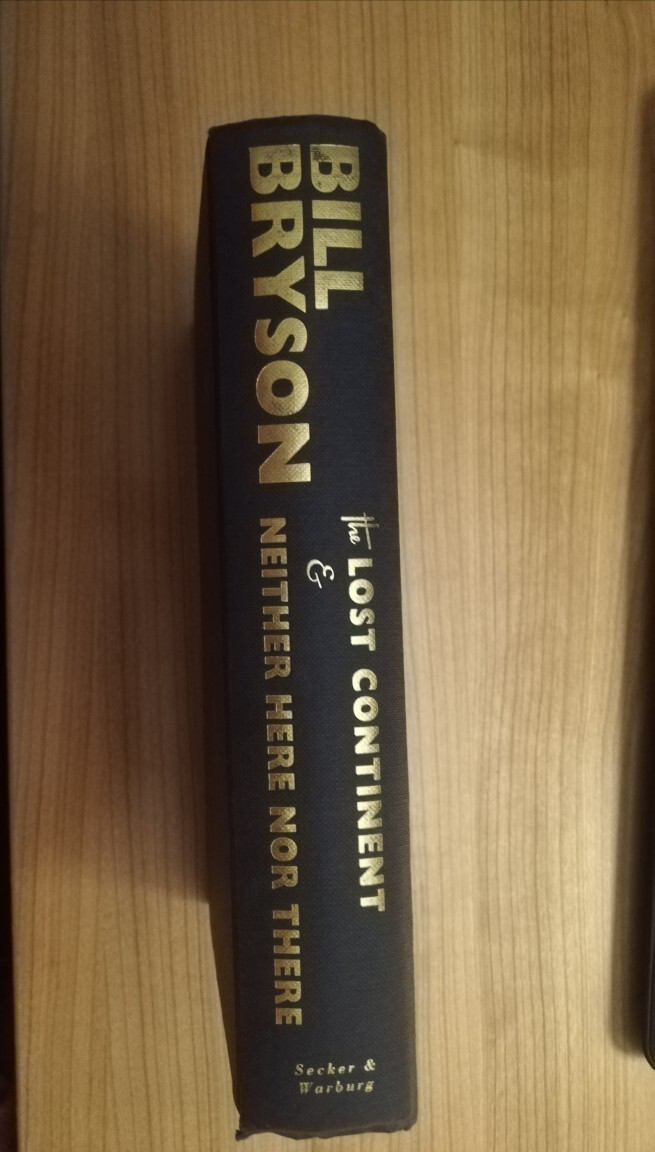 BILL
BRYSON
the LOST CONTINENT
&
NEITHER HERE NOR THERE
Secker &
Warburg